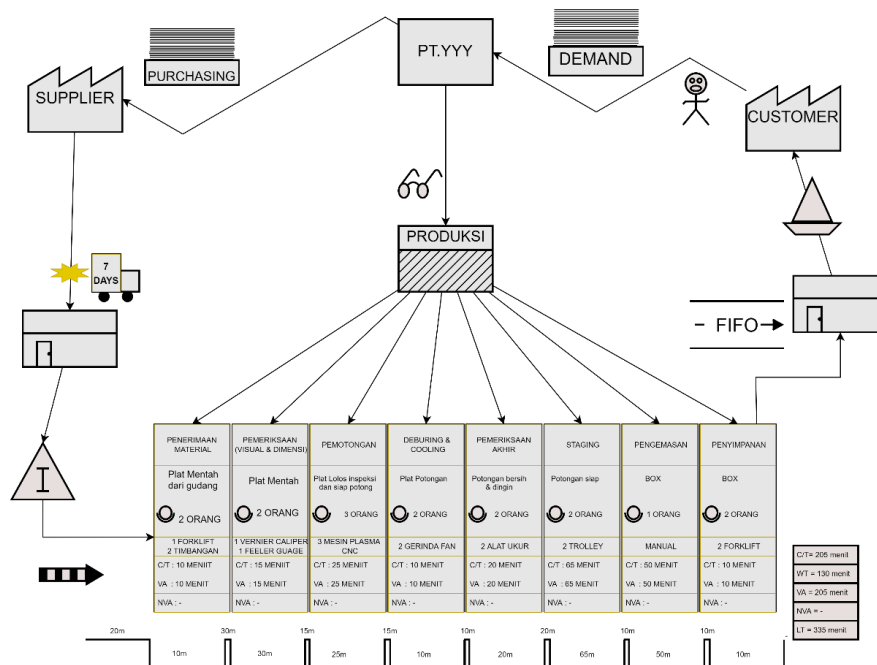 PURCHASING
PT.YYY
DEMAND
SUPPLIER
CUSTOMER
PRODUKSI
7
DAYS
FIFO
I
PENERIMAAN
MATERIAL
Plat Mentah
dari gudang
2 ORANG
1 FORKLIFT
2 TIMBANGAN
C/T : 10 MENIIT
VA : 10 MENIT
NVA : -
PEMERIKSAAN
(VISUAL & DIMENSI)
Plat Mentah
2 ORANG
1 VERNIER CALIPER
1 FEELER GUAGE
C/T : 15 MENIIT
VA : 15 MENIT
NVA : -
PEMOTONGAN
Plat Lolos inspeksi
dan siap potong
3 ORANG
3 MESIN PLASMA
CNC
C/T : 25 MENIIT
VA : 25 MENIT
NVA : -
DEBURING &
COOLING
Plat Potongan
2 ORANG
2 GERINDA FAN
C/T : 10 MENIT
VA : 10 MENIT
NVA : -
PEMERIKSAAN
AKHIR
Potongan bersih
& dingin
2 ORANG
2 ALAT UKUR
C/T : 20 MENIT
VA : 20 MENIT
NVA : -
STAGING
Potongan siap
2 ORANG
2 TROLLEY
C/T : 65 MENIT
VA : 65 MENIT
NVA : -
PENGEMASAN
BOX
1 ORANG
MANUAL
C/T : 50 MENIT
VA : 50 MENIT
NVA : -
PENYIMPANAN
BOX
2 ORANG
2 FORKLIFT
C/T : 10 MENIT
VA : 10 MENIT
NVA : -
C/T= 205 menit
WT = 130 menit
VA = 205 menit
NVA = -
LT = 335 menit
20m 30m 15m 15m 10m 20m 10m 10m
10m 30m 25m 10m 20m 65m 50m 10m